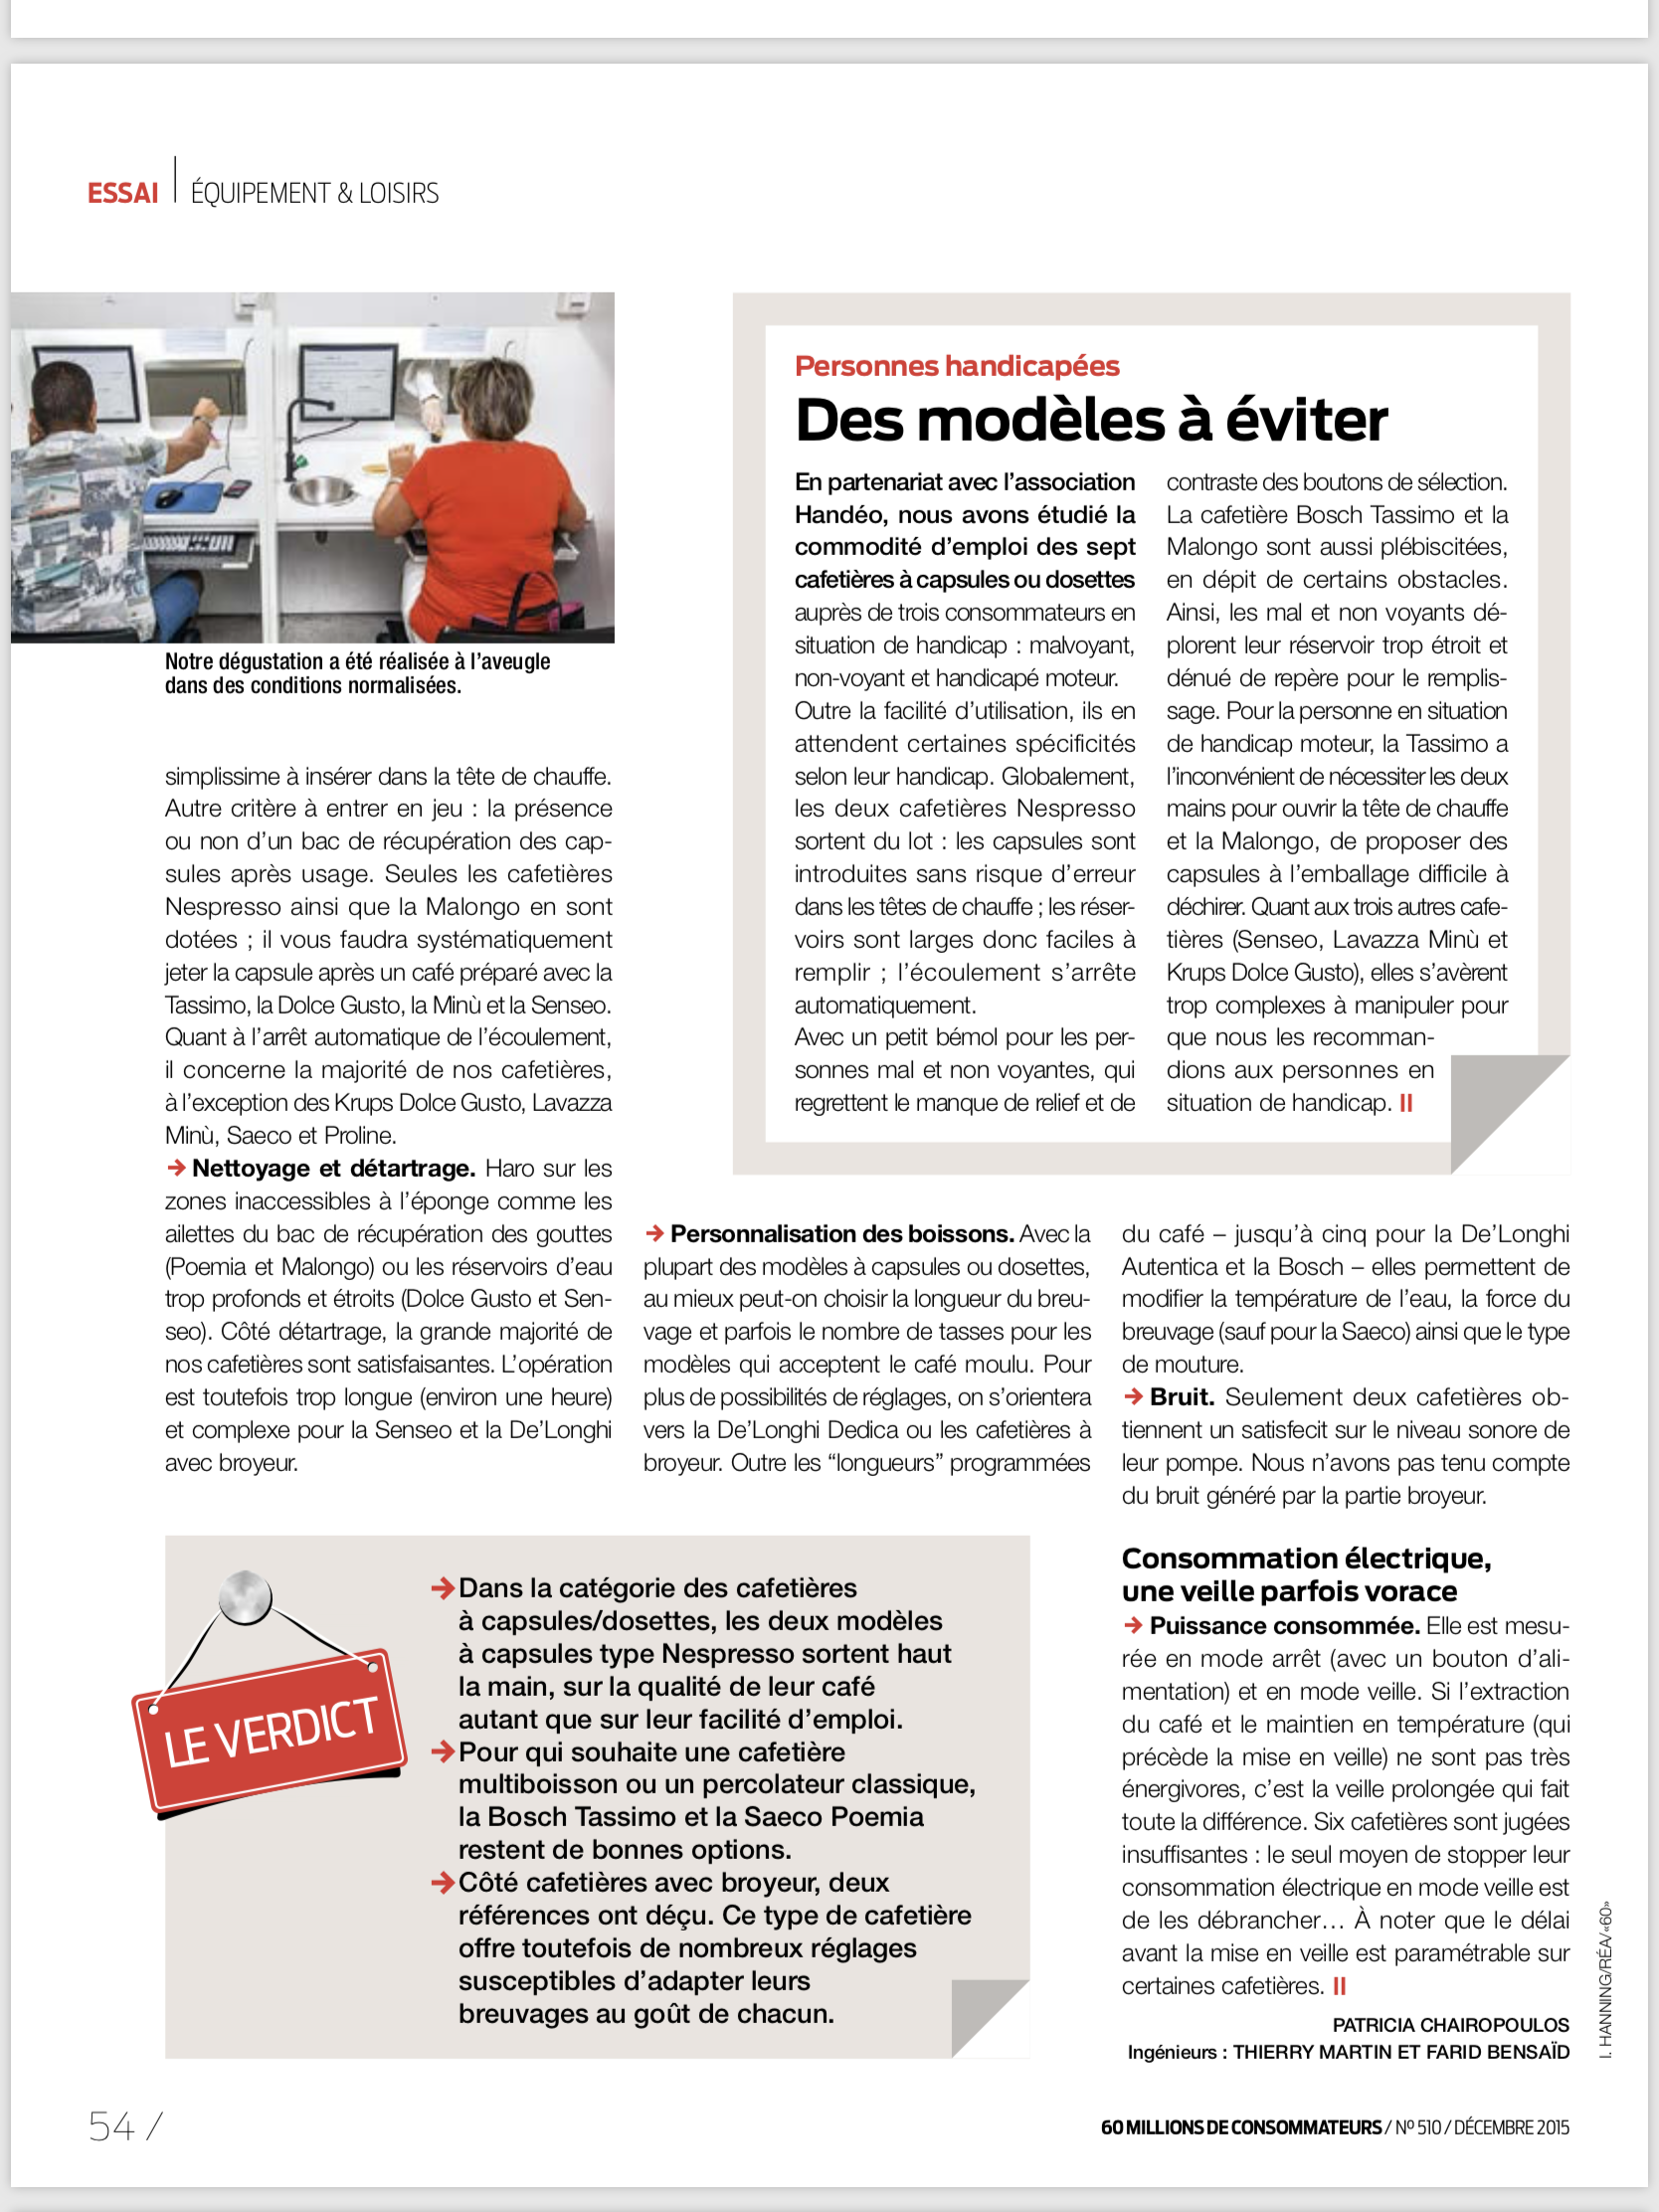 ESSAI ÉQUIPEMENT & LOISIRS
Notre dégustation a été réalisée à l’aveugle
dans des conditions normalisées.
simplissime à insérer dans la tête de chauffe.
Autre critère à entrer en jeu : la présence
ou non d’un bac de récupération des cap-
sules après usage. Seules les cafetières
Nespresso ainsi que la Malongo en sont
dotées ; il vous faudra systématiquement
jeter la capsule après un café préparé avec la
Tassimo, la Dolce Gusto, la Minù et la Senseo.
Quant à l’arrêt automatique de l’écoulement,
il concerne la majorité de nos cafetières,
à l’exception des Krups Dolce Gusto, Lavazza
Minù, Saeco et Proline.
→ Nettoyage et détartrage. Haro sur les
zones inaccessibles à l’éponge comme les
ailettes du bac de récupération des gouttes
(Poemia et Malongo) ou les réservoirs d’eau
trop profonds et étroits (Dolce Gusto et Sen-
seo). Côté détartrage, la grande majorité de
nos cafetières sont satisfaisantes. L’opération
est toutefois trop longue (environ une heure)
et complexe pour la Senseo et la De’Longhi
avec broyeur.
Personnes handicapées
Des modèles à éviter
En partenariat avec l’association
Handéo, nous avons étudié la
commodité d’emploi des sept
cafetières à capsules ou dosettes
auprès de trois consommateurs en
situation de handicap : malvoyant,
non-voyant et handicapé moteur.
Outre la facilité d’utilisation, ils en
attendent certaines spécificités
selon leur handicap. Globalement,
les deux cafetières Nespresso
sortent du lot : les capsules sont
introduites sans risque d’erreur
dans les têtes de chauffe ; les réser-
voirs sont larges donc faciles à
remplir ; l’écoulement s’arrête
automatiquement.
Avec un petit bémol pour les per-
sonnes mal et non voyantes, qui
regrettent le manque de relief et de
contraste des boutons de sélection.
La cafetière Bosch Tassimo et la
Malongo sont aussi plébiscitées,
en dépit de certains obstacles.
Ainsi, les mal et non voyants dé-
plorent leur réservoir trop étroit et
dénué de repère pour le remplis-
sage. Pour la personne en situation
de handicap moteur, la Tassimo a
l’inconvénient de nécessiter les deux
mains pour ouvrir la tête de chauffe
et la Malongo, de proposer des
capsules à l’emballage difficile à
déchirer. Quant aux trois autres cafe-
tières (Senseo, Lavazza Minù et
Krups Dolce Gusto), elles s’avèrent
trop complexes à manipuler pour
que nous les recomman-
dions aux personnes en
situation de handicap. II
→ Personnalisation des boissons. Avec la
plupart des modèles à capsules ou dosettes,
au mieux peut-on choisir la longueur du breu-
vage et parfois le nombre de tasses pour les
modèles qui acceptent le café moulu. Pour
plus de possibilités de réglages, on s’orientera
vers la De’Longhi Dedica ou les cafetières à
broyeur. Outre les “longueurs” programmées
du café – jusqu’à cinq pour la De’Longhi
Autentica et la Bosch – elles permettent de
modifier la température de l’eau, la force du
breuvage (sauf pour la Saeco) ainsi que le type
de mouture.
→ Bruit. Seulement deux cafetières ob-
tiennent un satisfecit sur le niveau sonore de
leur pompe. Nous n’avons pas tenu compte
du bruit généré par la partie broyeur.
Consommation électrique,
une veille parfois vorace
→ Puissance consommée. Elle est mesu-
rée en mode arrêt (avec un bouton d’ali-
mentation) et en mode veille. Si l’extraction
du café et le maintien en température (qui
précède la mise en veille) ne sont pas très
énergivores, c’est la veille prolongée qui fait
toute la différence. Six cafetières sont jugées
insuffisantes : le seul moyen de stopper leur
consommation électrique en mode veille est
de les débrancher… À noter que le délai
avant la mise en veille est paramétrable sur
certaines cafetières. II
PATRICIA CHAIROPOULOS
Ingénieurs : THIERRY MARTIN ET FARID BENSAÏD
I. HANNING/RÉA/«60»
LE VERDICT
→ Dans la catégorie des cafetières
à capsules/dosettes, les deux modèles
à capsules type Nespresso sortent haut
la main, sur la qualité de leur café
autant que sur leur facilité d’emploi.
→ Pour qui souhaite une cafetière
multiboisson ou un percolateur classique,
la Bosch Tassimo et la Saeco Poemia
restent de bonnes options.
→ Côté cafetières avec broyeur, deux
références ont déçu. Ce type de cafetière
offre toutefois de nombreux réglages
susceptibles d’adapter leurs
breuvages au goût de chacun.
54 /
60 MILLIONS DE CONSOMMATEURS / Nº 510 / DÉCEMBRE 2015